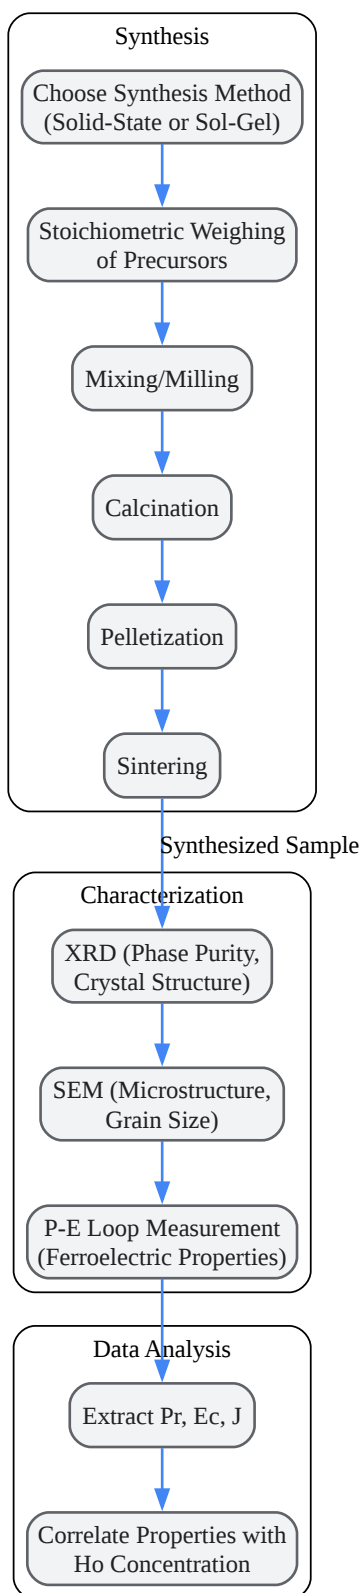 Synthesis
Choose Synthesis Method
(Solid-State or Sol-Gel)
Stoichiometric Weighing
of Precursors
Mixing/Milling
Calcination
Pelletization
Sintering
Synthesized Sample
Characterization
XRD (Phase Purity,
Crystal Structure)
SEM (Microstructure,
Grain Size)
P-E Loop Measurement
(Ferroelectric Properties)
Data Analysis
Extract Pr, Ec, J
Correlate Properties with
Ho Concentration